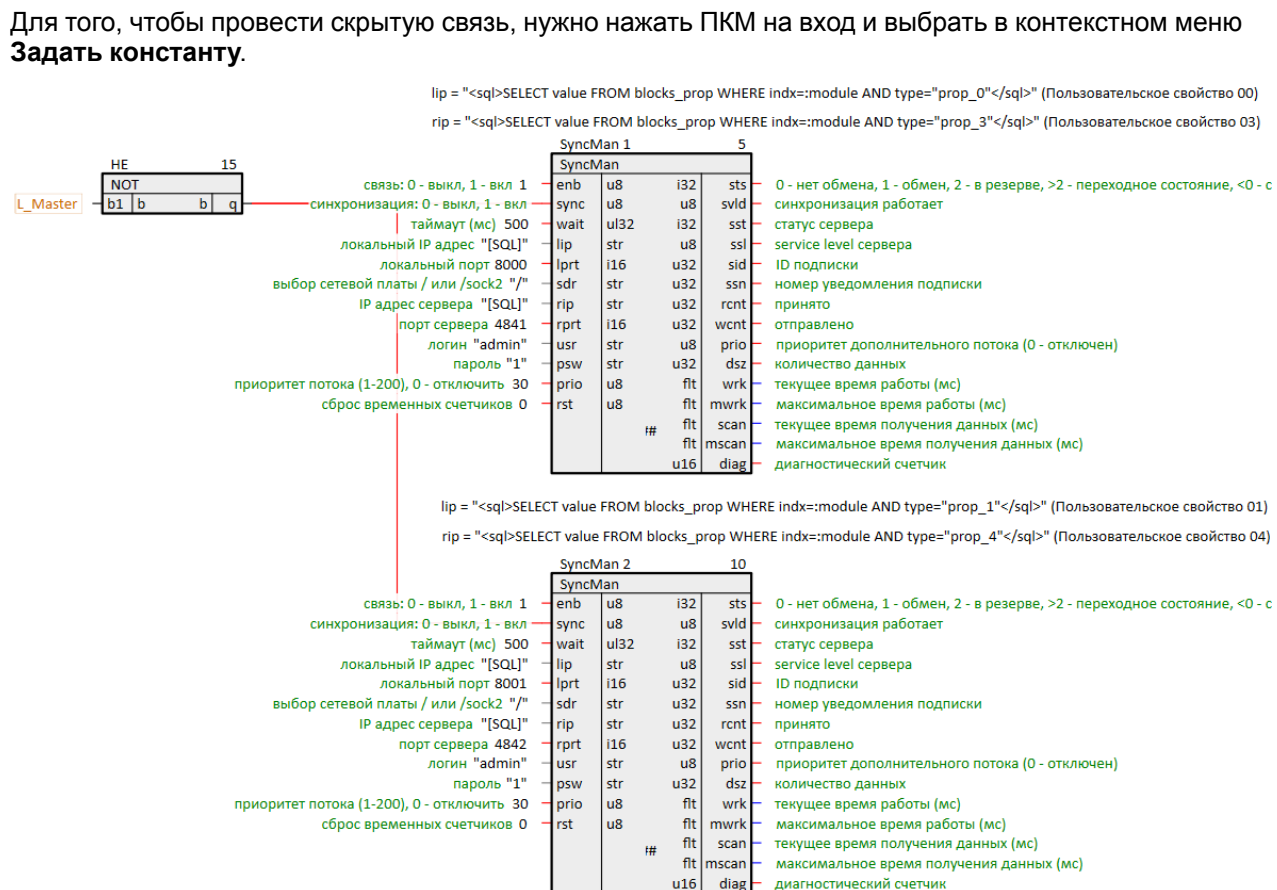 Для того, чтобы провести скрытую связь, нужно нажать ПКМ на вход и выбрать в контекстном меню
Задать константу.
lip = "<sql>SELECT value FROM blocks_prop WHERE indx=:module AND type="prop_0"</sql>" (Пользовательское свойство 00)
rip = "<sql>SELECT value FROM blocks_prop WHERE indx=:module AND type="prop_3"</sql>" (Пользовательское свойство 03)
SyncMan 1 5
НЕ 15
SyncMan
NOT
связь: 0 - выкл, 1 - вкл 1 enb u8 i32 sts 0 - нет обмена, 1 - обмен, 2 - в резерве, >2 - переходное состояние, <0 - с
L_Master b1 b b q синхронизация: 0 - выкл, 1 - вкл sync u8 u8 svld синхронизация работает
таймаут (мс) 500 wait ul32 i32 sst статус сервера
локальный IP адрес "[SQL]" lip str u8 ssl service level сервера
локальный порт 8000 lprt i16 u32 sid ID подписки
выбор сетевой платы / или /sock2 "/" sdr str u32 ssn номер уведомления подписки
IP адрес сервера "[SQL]" rip str u32 rcnt принято
порт сервера 4841 rprt i16 u32 wcnt отправлено
логин "admin" usr str u8 prio приоритет дополнительного потока (0 - отключен)
пароль "1" psw str u32 dsz количество данных
приоритет потока (1-200), 0 - отключить 30 prio u8 flt wrk текущее время работы (мс)
сброс временных счетчиков 0 rst u8 flt mwrk максимальное время работы (мс)
flt scan текущее время получения данных (мс)
flt mscan максимальное время получения данных (мс)
u16 diag диагностический счетчик
lip = "<sql>SELECT value FROM blocks_prop WHERE indx=:module AND type="prop_1"</sql>" (Пользовательское свойство 01)
rip = "<sql>SELECT value FROM blocks_prop WHERE indx=:module AND type="prop_4"</sql>" (Пользовательское свойство 04)
SyncMan 2 10
SyncMan
связь: 0 - выкл, 1 - вкл 1 enb u8 i32 sts 0 - нет обмена, 1 - обмен, 2 - в резерве, >2 - переходное состояние, <0 - с
синхронизация: 0 - выкл, 1 - вкл sync u8 u8 svld синхронизация работает
таймаут (мс) 500 wait ul32 i32 sst статус сервера
локальный IP адрес "[SQL]" lip str u8 ssl service level сервера
локальный порт 8001 lprt i16 u32 sid ID подписки
выбор сетевой платы / или /sock2 "/" sdr str u32 ssn номер уведомления подписки
IP адрес сервера "[SQL]" rip str u32 rcnt принято
порт сервера 4842 rprt i16 u32 wcnt отправлено
логин "admin" usr str u8 prio приоритет дополнительного потока (0 - отключен)
пароль "1" psw str u32 dsz количество данных
приоритет потока (1-200), 0 - отключить 30 prio u8 flt wrk текущее время работы (мс)
сброс временных счетчиков 0 rst u8 flt mwrk максимальное время работы (мс)
flt scan текущее время получения данных (мс)
flt mscan максимальное время получения данных (мс)
u16 diag диагностический счетчик